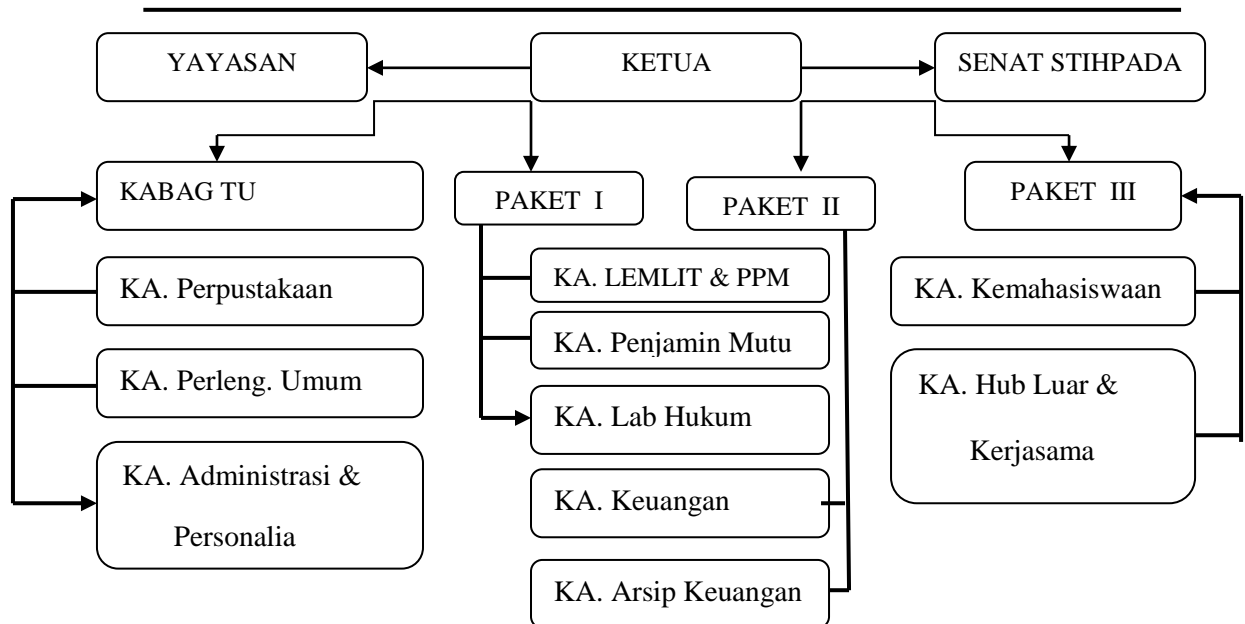 YAYASAN
KETUA
SENAT STIHPADA
KABAG TU
PAKET I
PAKET II
PAKET III
KA. Perpustakaan
KA. LEMLIT & PPM
KA. Kemahasiswaan
KA. Penjamin Mutu
KA. Perleng. Umum
KA. Lab Hukum
KA. Hub Luar &
Kerjasama
KA. Administrasi &
Personalia
KA. Keuangan
KA. Arsip Keuangan